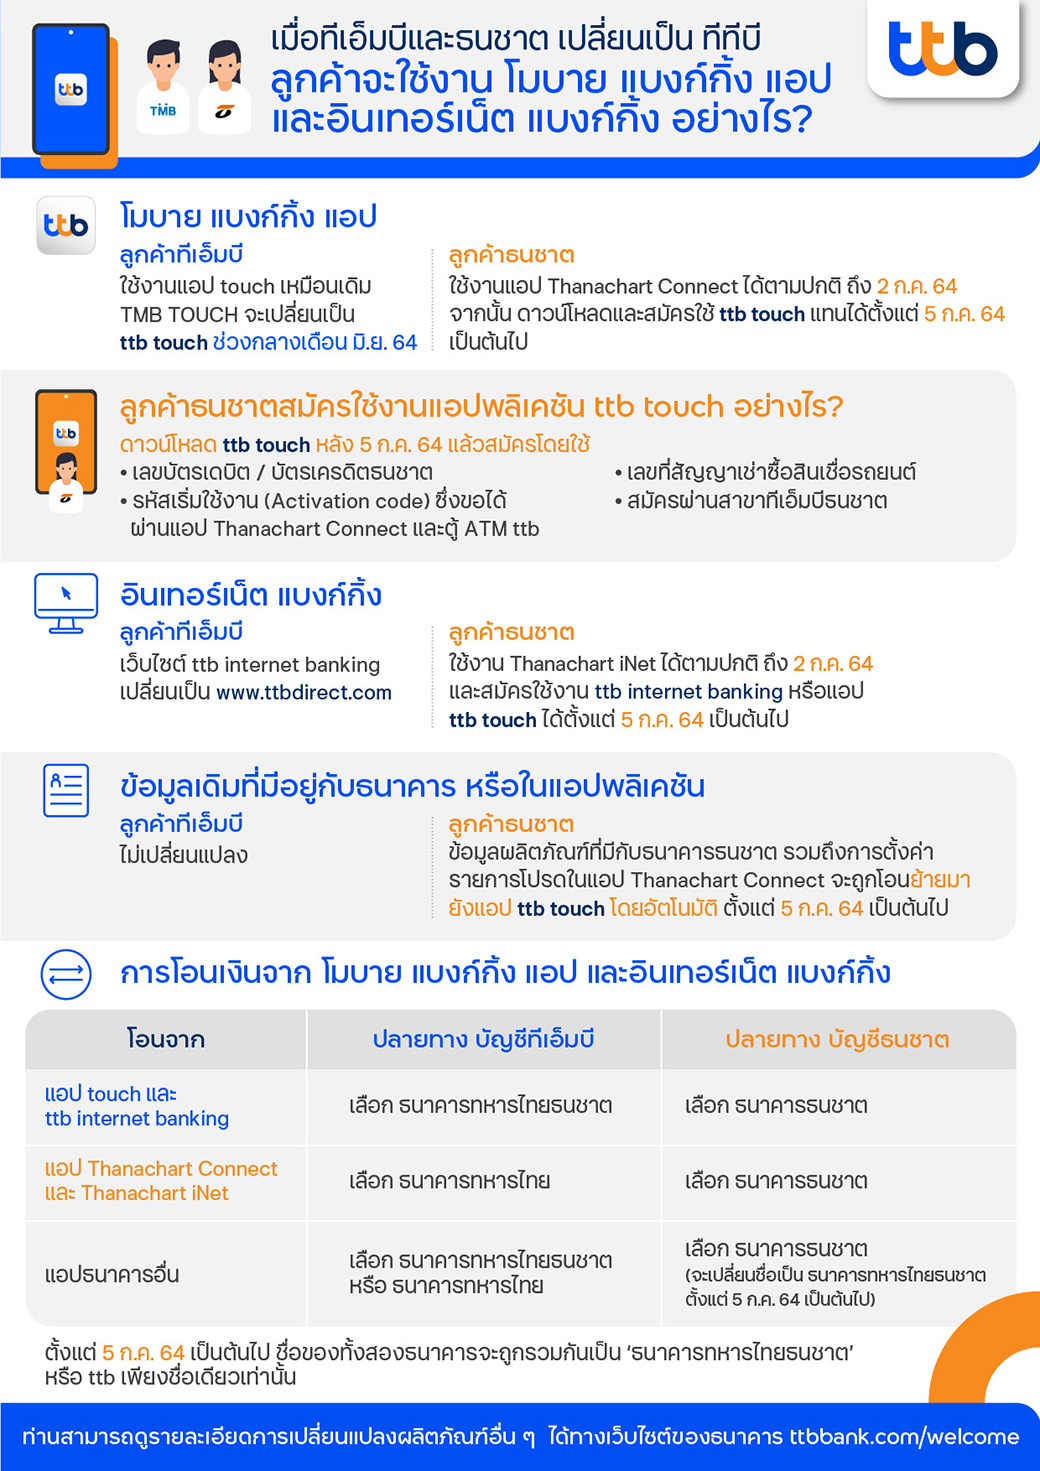 ttb
TMB
เมื่อทีเอ็มบีและธนชาต เปลี่ยนเป็น ทีทีบี
ลูกค้าจะใช้งาน โมบาย แบงก์กิ้ง แอป
และอินเทอร์เน็ต แบงก์กิ้ง อย่างไร?
ttb
ttb
โมบาย แบงก์กิ้ง แอป
ลูกค้าทีเอ็มบี
ใช้งานแอป touch เหมือนเดิม
TMB TOUCH จะเปลี่ยนเป็น
ttb touch ช่วงกลางเดือน มิ.ย. 64
ลูกค้าธนชาต
ใช้งานแอป Thanachart Connect ได้ตามปกติ ถึง 2 ก.ค. 64
จากนั้น ดาวน์โหลดและสมัครใช้ ttb touch แทนได้ตั้งแต่ 5 ก.ค. 64
เป็นต้นไป
ttb
ลูกค้าธนชาตสมัครใช้งานแอปพลิเคชัน ttb touch อย่างไร?
ดาวน์โหลด ttb touch หลัง 5 ก.ค. 64 แล้วสมัครโดยใช้
• เลขบัตรเดบิต / บัตรเครดิตธนชาต
• รหัสเริ่มใช้งาน (Activation code) ซึ่งขอได้
ผ่านแอป Thanachart Connect และตู้ ATM ttb
• เลขที่สัญญาเช่าซื้อสินเชื่อรถยนต์
• สมัครผ่านสาขาทีเอ็มบีธนชาต
อินเทอร์เน็ต แบงก์กิ้ง
ลูกค้าทีเอ็มบี
เว็บไซต์ ttb internet banking
เปลี่ยนเป็น www.ttbdirect.com
ลูกค้าธนชาต
ใช้งาน Thanachart iNet ได้ตามปกติ ถึง 2 ก.ค. 64
และสมัครใช้งาน ttb internet banking หรือแอป
ttb touch ได้ตั้งแต่ 5 ก.ค. 64 เป็นต้นไป
ข้อมูลเดิมที่มีอยู่กับธนาคาร หรือในแอปพลิเคชัน
ลูกค้าทีเอ็มบี
ไม่เปลี่ยนแปลง
ลูกค้าธนชาต
ข้อมูลผลิตภัณฑ์ที่มีกับธนาคารธนชาต รวมถึงการตั้งค่า
รายการโปรดในแอป Thanachart Connect จะถูกโอนย้ายมา
ยังแอป ttb touch โดยอัตโนมัติ ตั้งแต่ 5 ก.ค. 64 เป็นต้นไป
การโอนเงินจาก โมบาย แบงก์กิ้ง แอป และอินเทอร์เน็ต แบงก์กิ้ง
โอนจาก
ปลายทาง บัญชีทีเอ็มบี
ปลายทาง บัญชีธนชาต
แอป touch และ
ttb internet banking
เลือก ธนาคารทหารไทยธนชาต
เลือก ธนาคารธนชาต
แอป Thanachart Connect
และ Thanachart iNet
เลือก ธนาคารทหารไทย
เลือก ธนาคารธนชาต
แอปธนาคารอื่น
เลือก ธนาคารทหารไทยธนชาต
หรือ ธนาคารทหารไทย
เลือก ธนาคารธนชาต
(จะเปลี่ยนชื่อเป็น ธนาคารทหารไทยธนชาต
ตั้งแต่ 5 ก.ค. 64 เป็นต้นไป)
ตั้งแต่ 5 ก.ค. 64 เป็นต้นไป ชื่อของทั้งสองธนาคารจะถูกรวมกันเป็น ‘ธนาคารทหารไทยธนชาต’
หรือ ttb เพียงชื่อเดียวเท่านั้น
ท่านสามารถดูรายละเอียดการเปลี่ยนแปลงผลิตภัณฑ์อื่น ๆ ได้ทางเว็บไซต์ของธนาคาร ttbbank.com/welcome